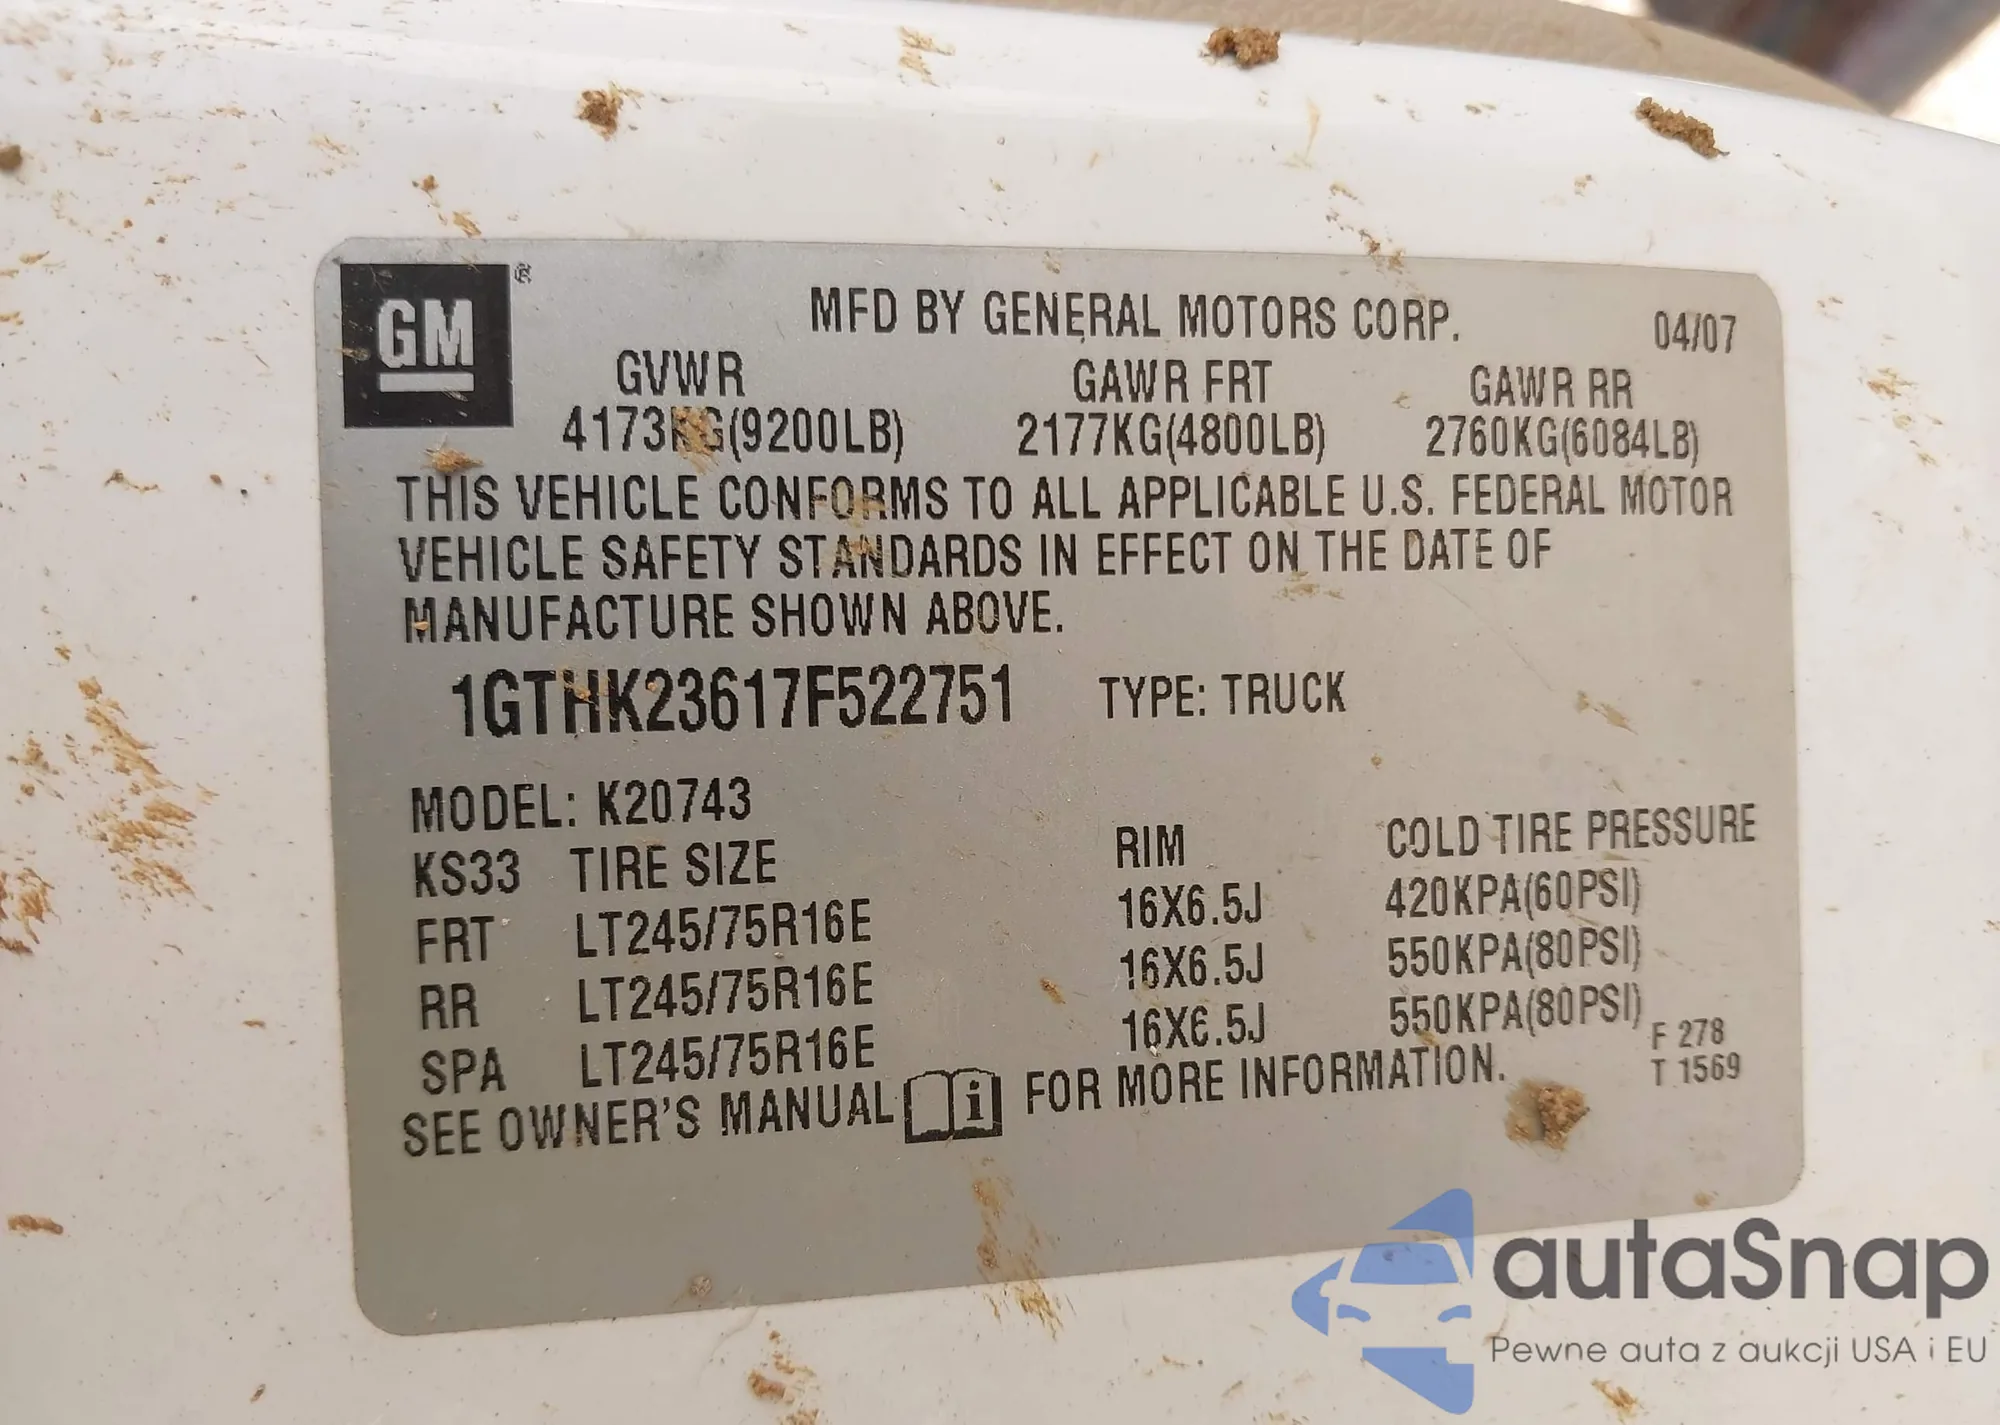 GM®
MFD BY GENERAL MOTORS CORP. 04/07
GVWR GAWR FRT GAWR RR
4173KG(9200LB) 2177KG(4800LB) 2760KG(6084LB)
THIS VEHICLE CONFORMS TO ALL APPLICABLE U.S. FEDERAL MOTOR
VEHICLE SAFETY STANDARDS IN EFFECT ON THE DATE OF
MANUFACTURE SHOWN ABOVE.
1GTHK23617F522751 TYPE: TRUCK
MODEL: K20743
KS33 TIRE SIZE RIM COLD TIRE PRESSURE
FRT LT245/75R16E 16X6.5J 420KPA(60PSI)
RR LT245/75R16E 16X6.5J 550KPA(80PSI)
SPA LT245/75R16E 16X6.5J 550KPA(80PSI)
F 278
T 1569
SEE OWNER'S MANUAL i FOR MORE INFORMATION.
autaSnap
Pewne auta z aukcji USA i EU